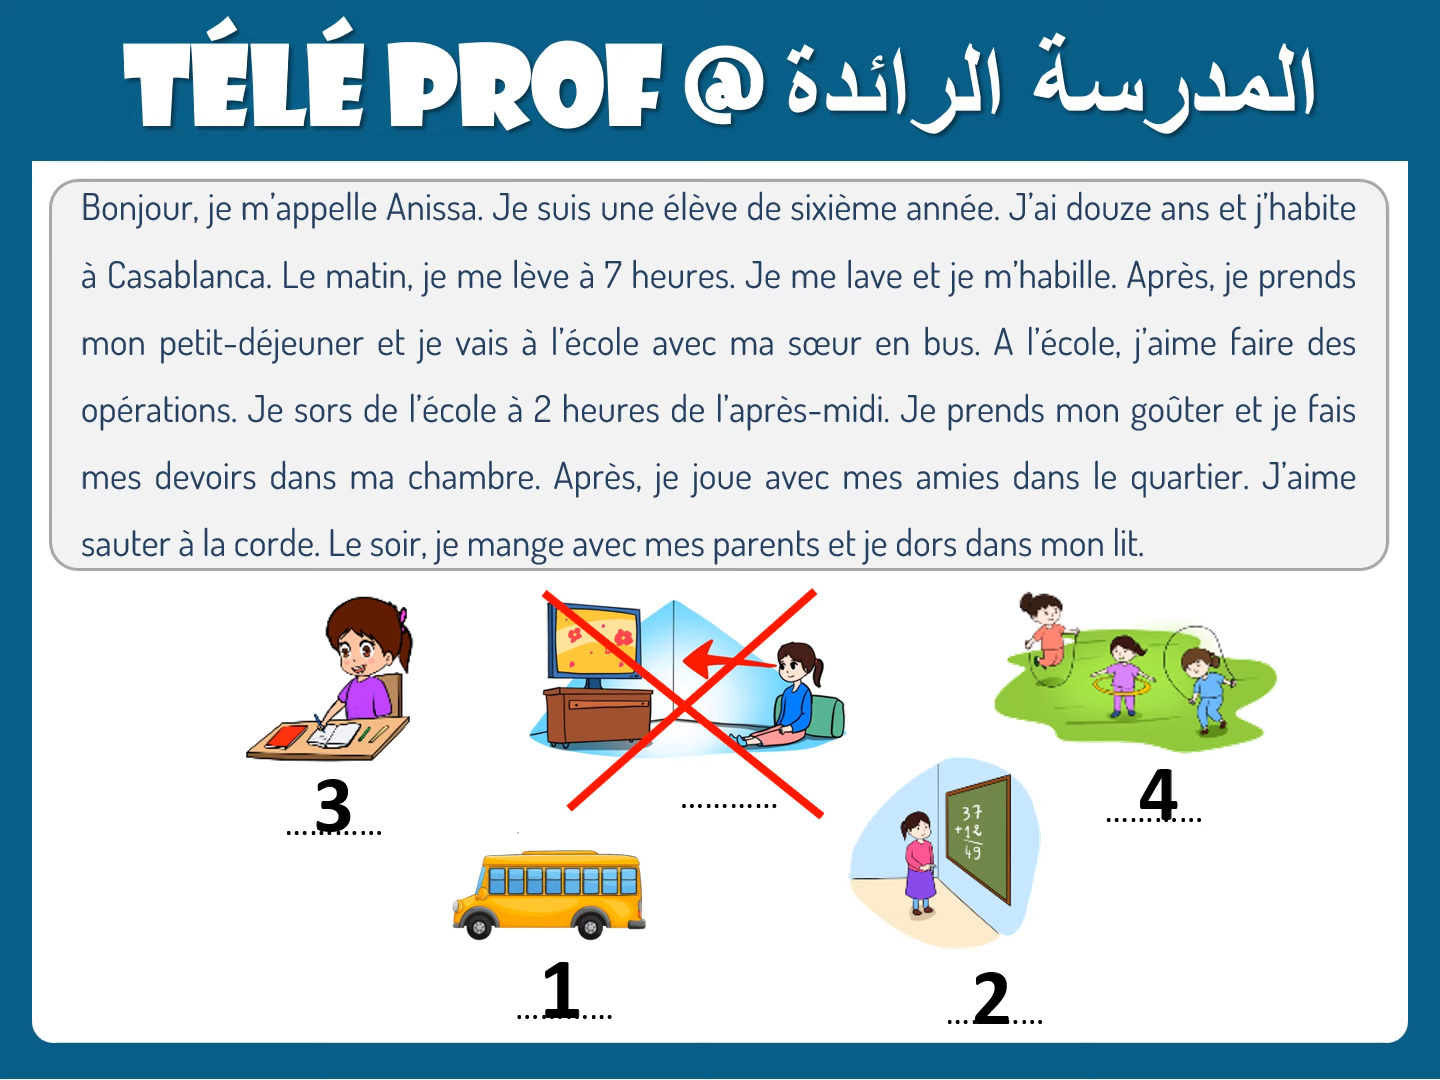 TÉLÉ PROF @ المدرسة الرائدة
Bonjour, je m’appelle Anissa. Je suis une élève de sixième année. J’ai douze ans et j’habite
à Casablanca. Le matin, je me lève à 7 heures. Je me lave et je m’habille. Après, je prends
mon petit-déjeuner et je vais à l’école avec ma sœur en bus. A l’école, j’aime faire des
opérations. Je sors de l’école à 2 heures de l’après-midi. Je prends mon goûter et je fais
mes devoirs dans ma chambre. Après, je joue avec mes amies dans le quartier. J’aime
sauter à la corde. Le soir, je mange avec mes parents et je dors dans mon lit.
3
............
4
37
+12
49
1
2